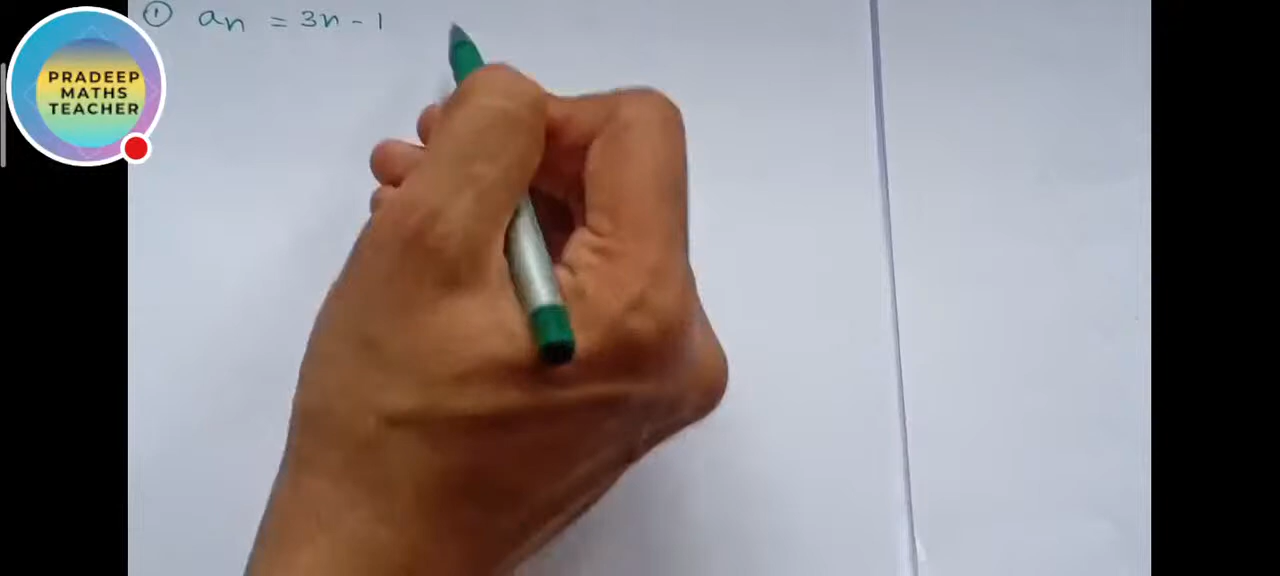 ① an = 3n - 1
PRADEEP
MATHS
TEACHER